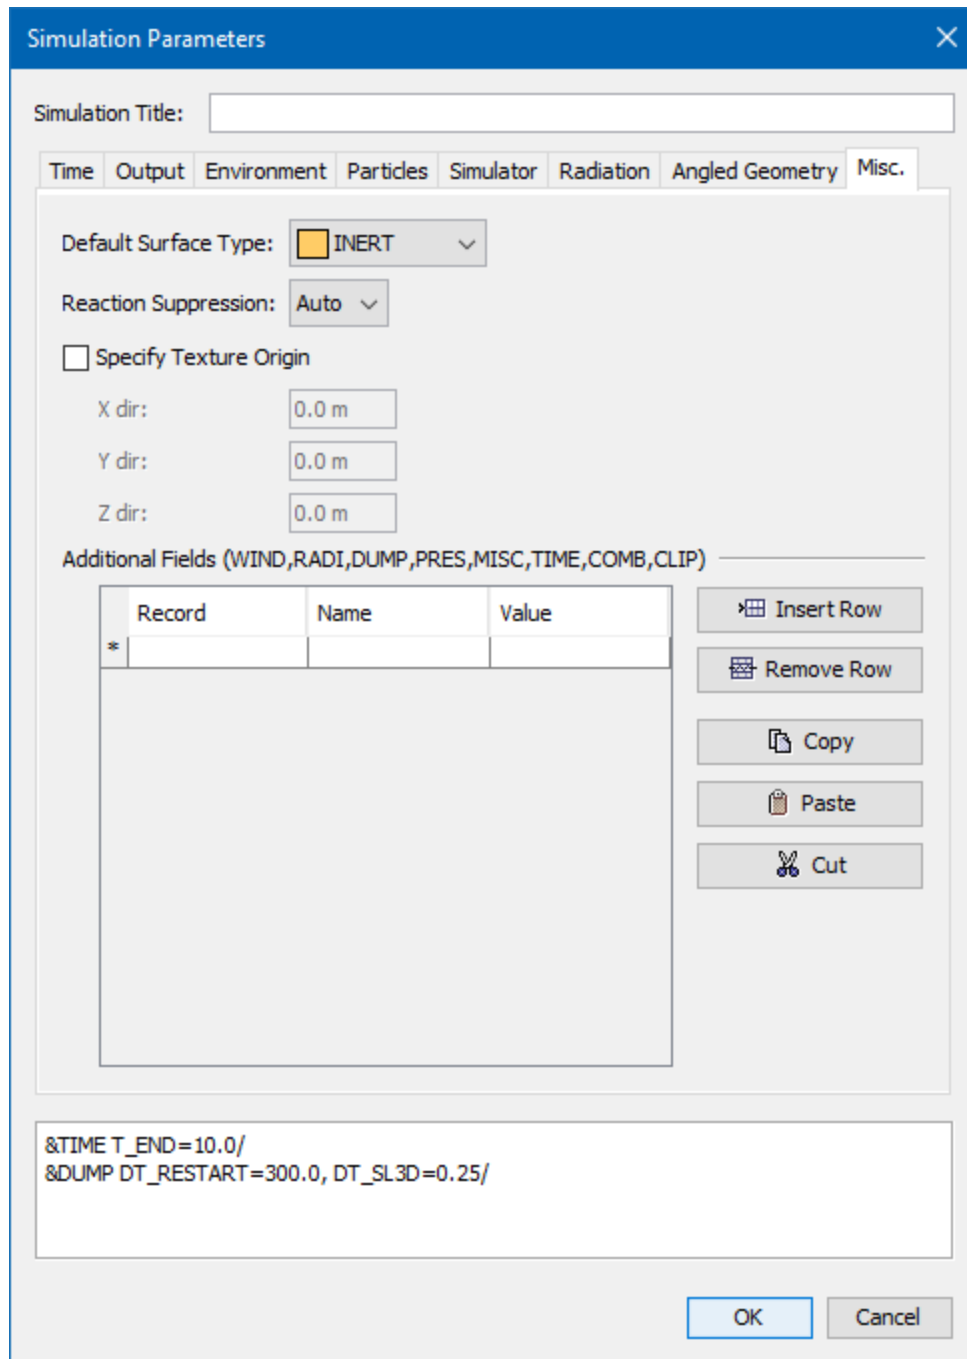 Simulation Parameters
Simulation Title:
Time Output Environment Particles Simulator Radiation Angled Geometry Misc.
Default Surface Type: INERT
Reaction Suppression: Auto
Specify Texture Origin
X dir: 0.0 m
Y dir: 0.0 m
Z dir: 0.0 m
Additional Fields (WIND,RADI,DUMP,PRES,MISC,TIME,COMB,CLIP)
Record Name Value
*
Insert Row
Remove Row
Copy
Paste
Cut
&TIME T_END=10.0/
&DUMP DT_RESTART=300.0, DT_SL3D=0.25/
OK Cancel